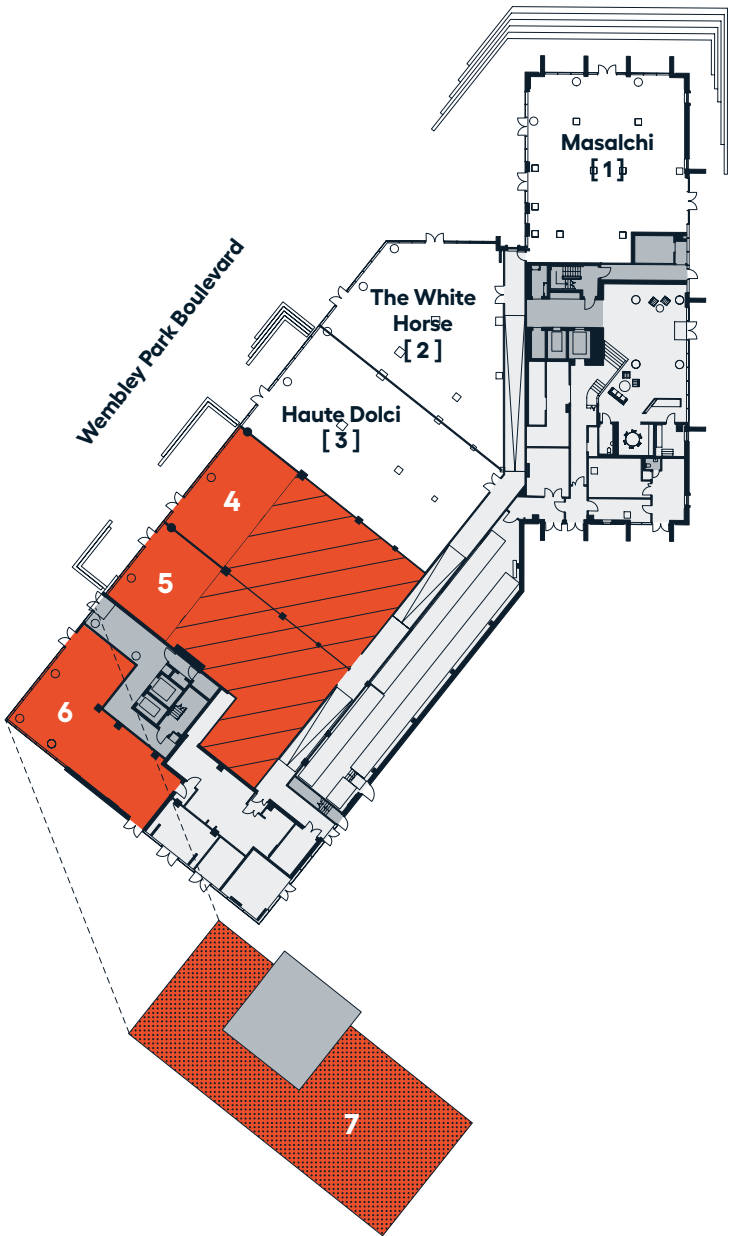 Masalchi
[ 1 ]
The White
Horse
[ 2 ]
Wembley Park Boulevard
Haute Dolci
[ 3 ]
4
5
6
7